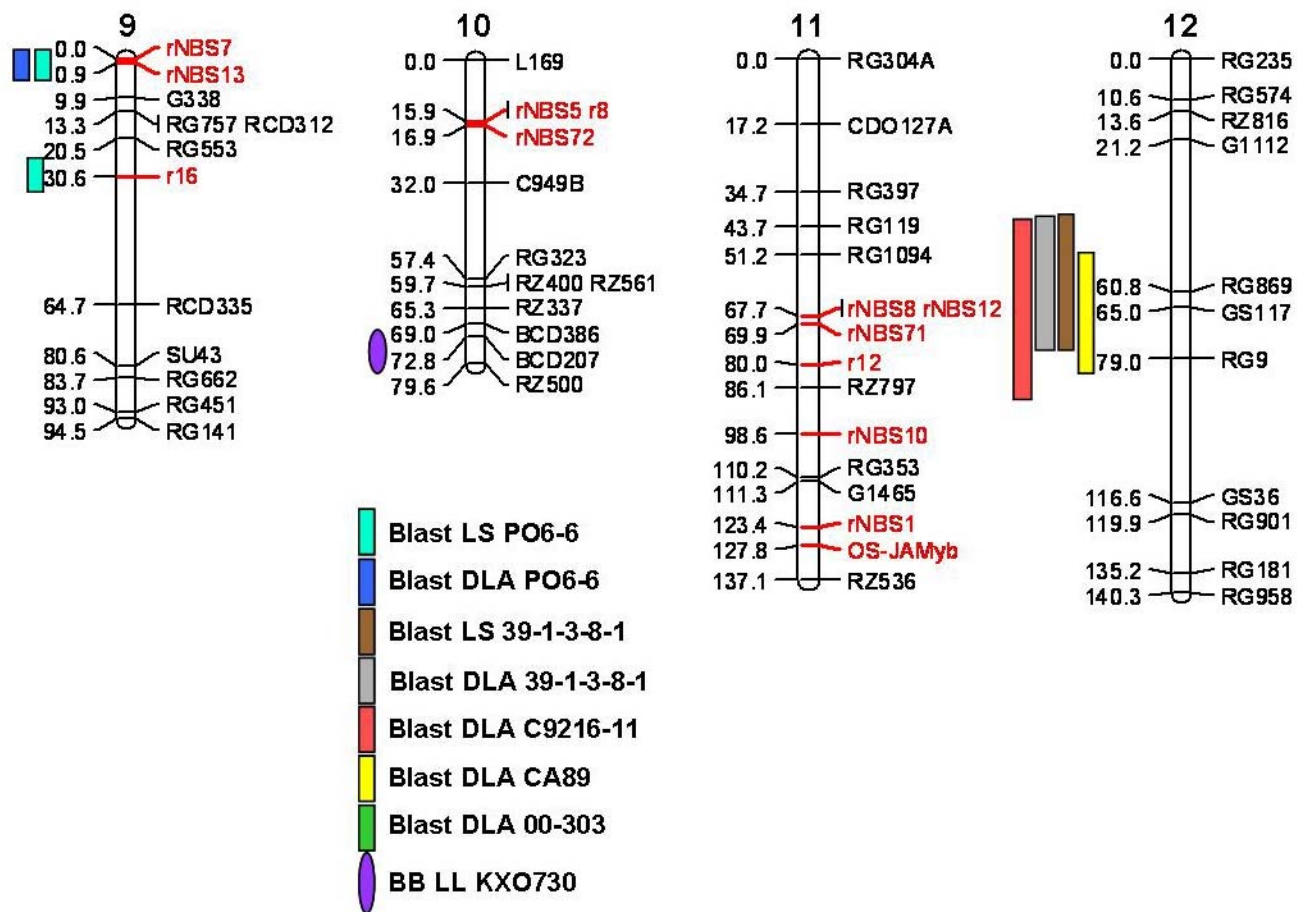 9
0.0 rNBS7
0.9 rNBS13
9.9 G338
13.3 RG757 RCD312
20.5 RG553
30.6 r16
64.7 RCD335
80.6 SU43
83.7 RG662
93.0 RG451
94.5 RG141
10
0.0 L169
15.9 rNBS5 r8
16.9 rNBS72
32.0 C949B
57.4 RG323
59.7 RZ400 RZ561
65.3 RZ337
69.0 BCD386
72.8 BCD207
79.6 RZ500
11
0.0 RG304A
17.2 CDO127A
34.7 RG397
43.7 RG119
51.2 RG1094
67.7 rNBS8 rNBS12
69.9 rNBS71
80.0 r12
86.1 RZ797
98.6 rNBS10
110.2 RG353
111.3 G1465
123.4 rNBS1
127.8 OS-JAMyb
137.1 RZ536
12
0.0 RG235
10.6 RG574
13.6 RZ816
21.2 G1112
60.8 RG869
65.0 GS117
79.0 RG9
116.6 GS36
119.9 RG901
135.2 RG181
140.3 RG958
Blast LS PO6-6
Blast DLA PO6-6
Blast LS 39-1-3-8-1
Blast DLA 39-1-3-8-1
Blast DLA C9216-11
Blast DLA CA89
Blast DLA 00-303
BB LL KXO730